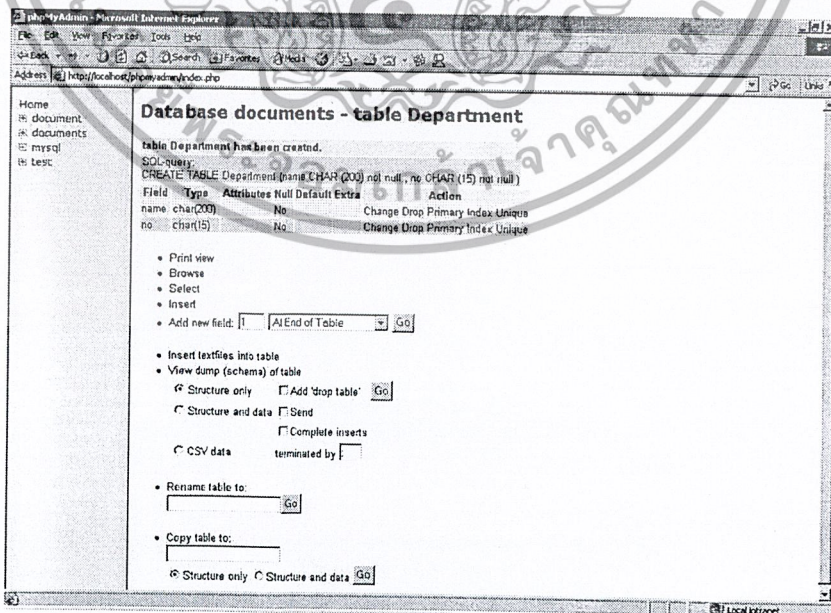 phpMyAdmin - Microsoft Internet Explorer
File Edit View Favorites Tools Help
Back Search Favorites Media
Address http://localhost/phpmyadmin/index.php Go Links
Home
document
documents
mysql
test
Database documents - table Department
table Department has been created.
SQL-query:
CREATE TABLE Department (name CHAR (200) not null , no CHAR (15) not null )
Field Type Attributes Null Default Extra Action
name char(200) No Change Drop Primary Index Unique
no char(15) No Change Drop Primary Index Unique
Print view
Browse
Select
Insert
Add new field: 1 At End of Table Go
Insert textfiles into table
View dump (schema) of table
Structure only Add 'drop table' Go
Structure and data Send
Complete inserts
CSV data terminated by ;
Rename table to:
Go
Copy table to:
Structure only Structure and data Go
Local intranet